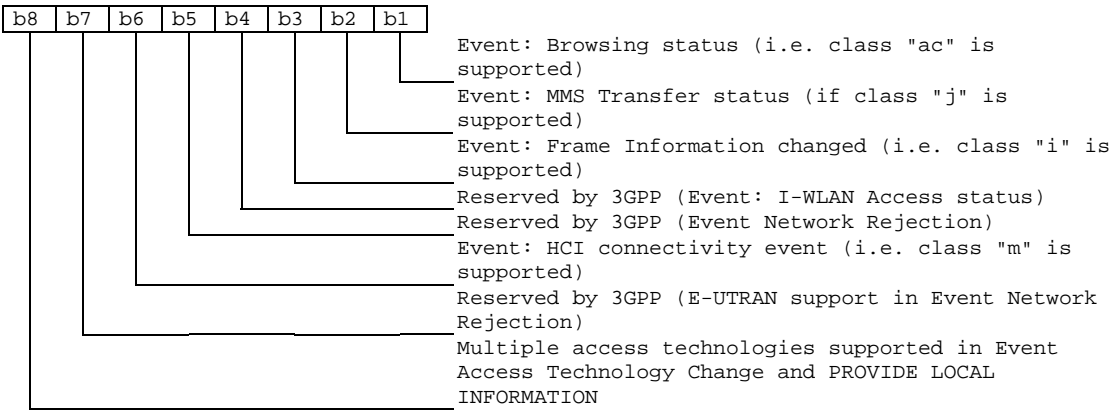 b8 b7 b6 b5 b4 b3 b2 b1
Event: Browsing status (i.e. class "ac" is
supported)
Event: MMS Transfer status (if class "j" is
supported)
Event: Frame Information changed (i.e. class "i" is
supported)
Reserved by 3GPP (Event: I-WLAN Access status)
Reserved by 3GPP (Event Network Rejection)
Event: HCI connectivity event (i.e. class "m" is
supported)
Reserved by 3GPP (E-UTRAN support in Event Network
Rejection)
Multiple access technologies supported in Event
Access Technology Change and PROVIDE LOCAL
INFORMATION